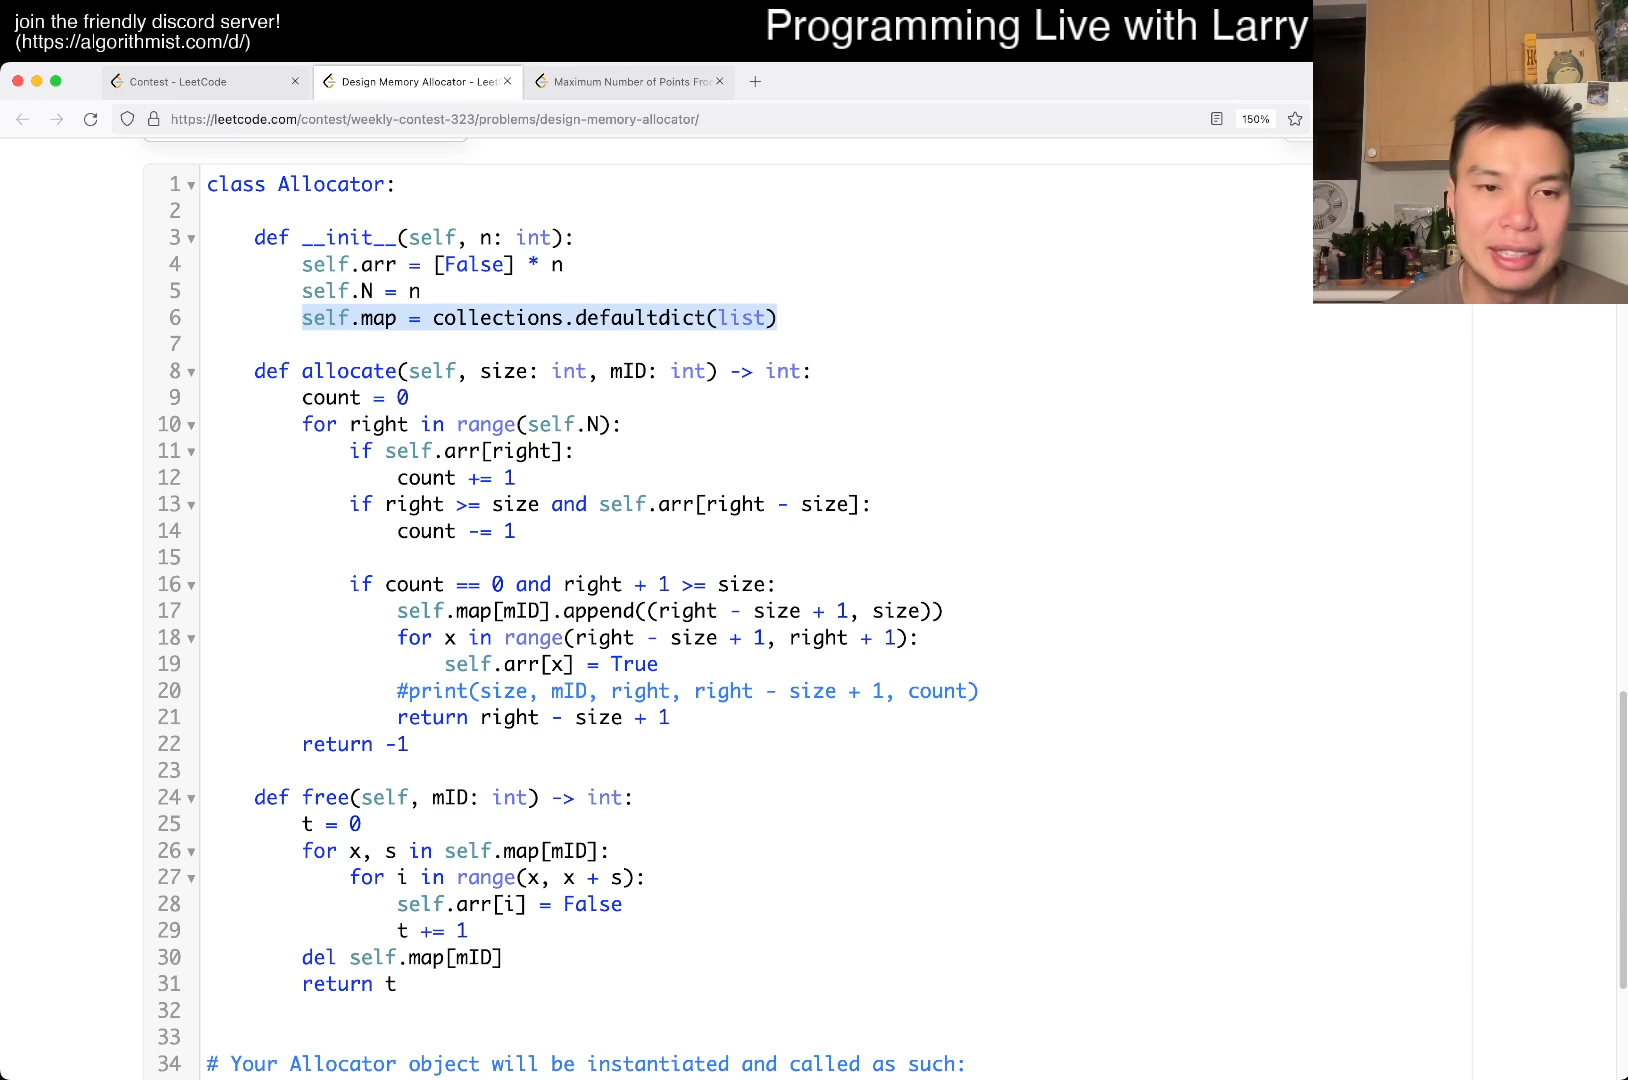 join the friendly discord server!
(https://algorithmist.com/d/)
Programming Live with Larry
Contest - LeetCode
Design Memory Allocator - Leet
Maximum Number of Points Fro
https://leetcode.com/contest/weekly-contest-323/problems/design-memory-allocator/
150%
1 class Allocator:
2
3     def __init__(self, n: int):
4         self.arr = [False] * n
5         self.N = n
6         self.map = collections.defaultdict(list)
7
8     def allocate(self, size: int, mID: int) -> int:
9         count = 0
10         for right in range(self.N):
11             if self.arr[right]:
12                 count += 1
13             if right >= size and self.arr[right - size]:
14                 count -= 1
15
16             if count == 0 and right + 1 >= size:
17                 self.map[mID].append((right - size + 1, size))
18                 for x in range(right - size + 1, right + 1):
19                     self.arr[x] = True
20                 #print(size, mID, right, right - size + 1, count)
21                 return right - size + 1
22         return -1
23
24     def free(self, mID: int) -> int:
25         t = 0
26         for x, s in self.map[mID]:
27             for i in range(x, x + s):
28                 self.arr[i] = False
29                 t += 1
30         del self.map[mID]
31         return t
32
33
34 # Your Allocator object will be instantiated and called as such: